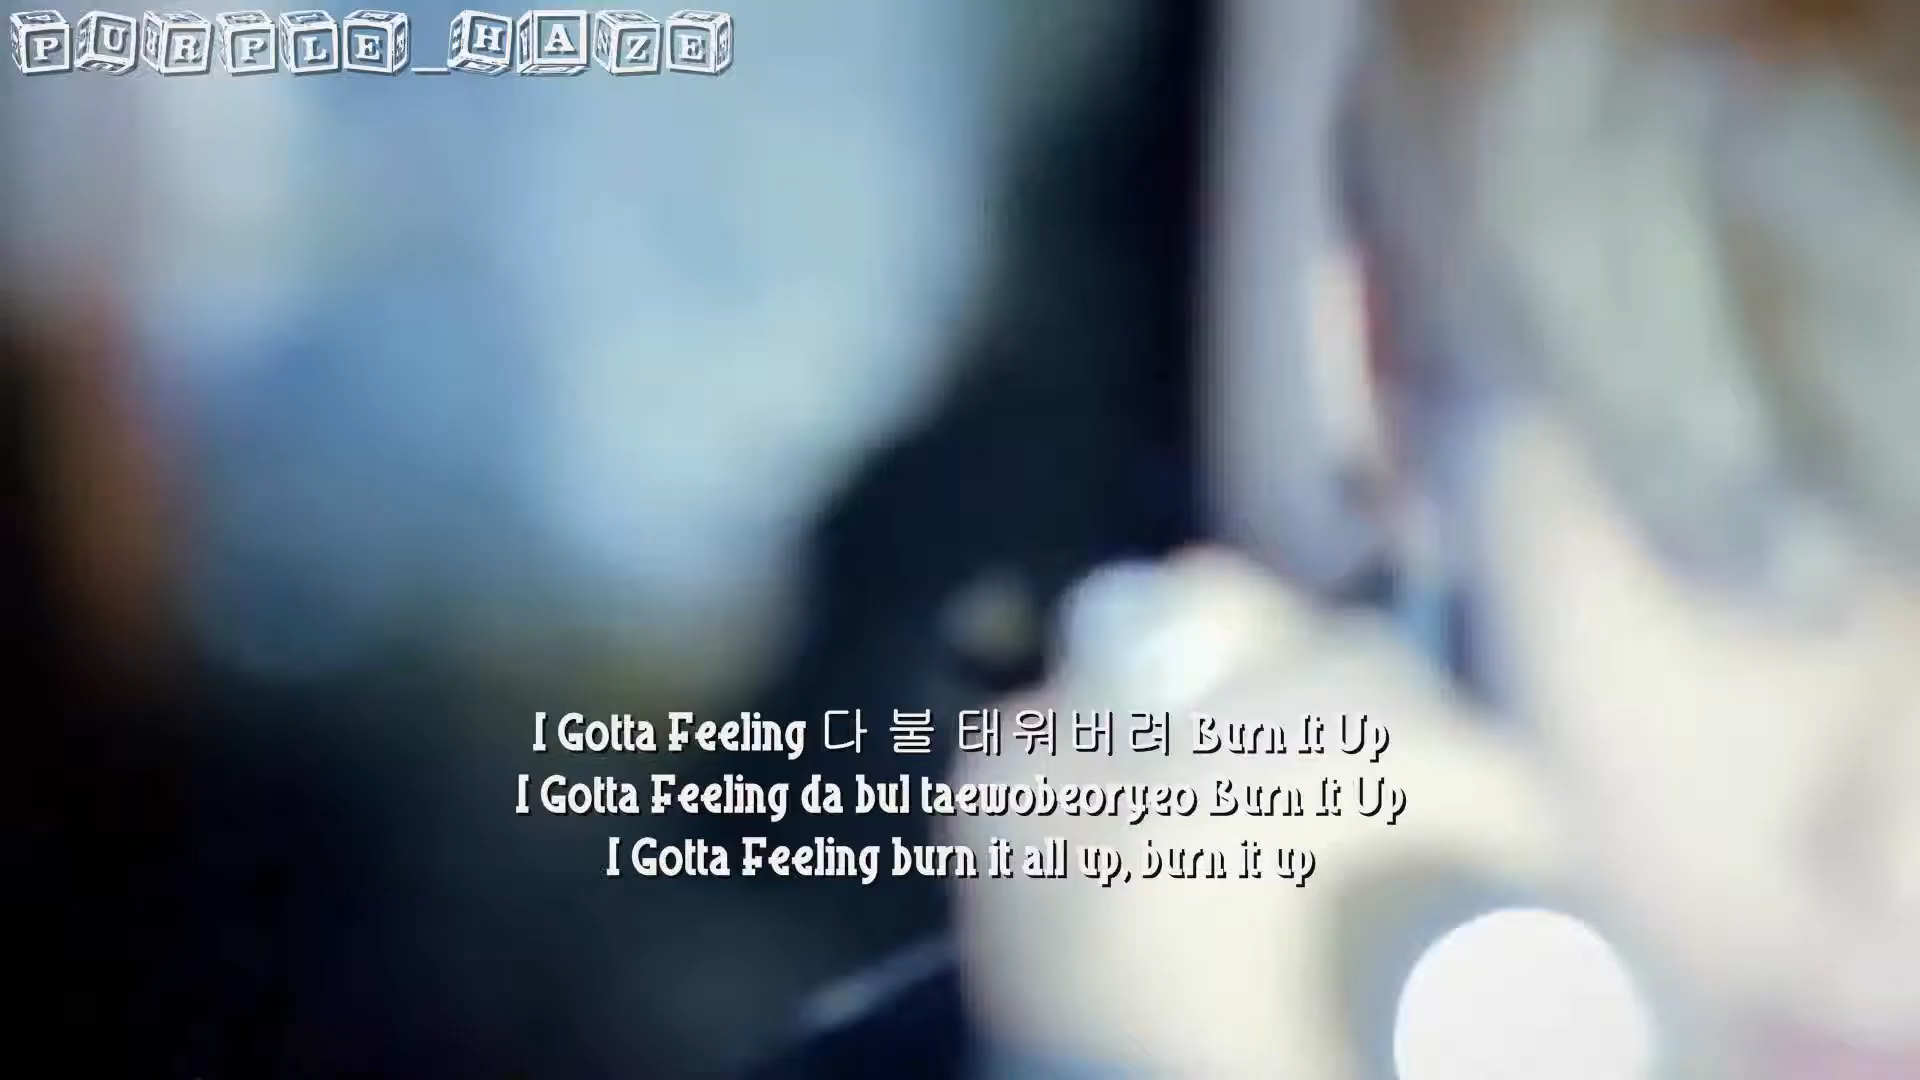 PURPLE_HAZE
I Gotta Feeling 다 불 태워버려 Burn It Up
I Gotta Feeling da bul taewobeoryeo Burn It Up
I Gotta Feeling burn it all up, burn it up